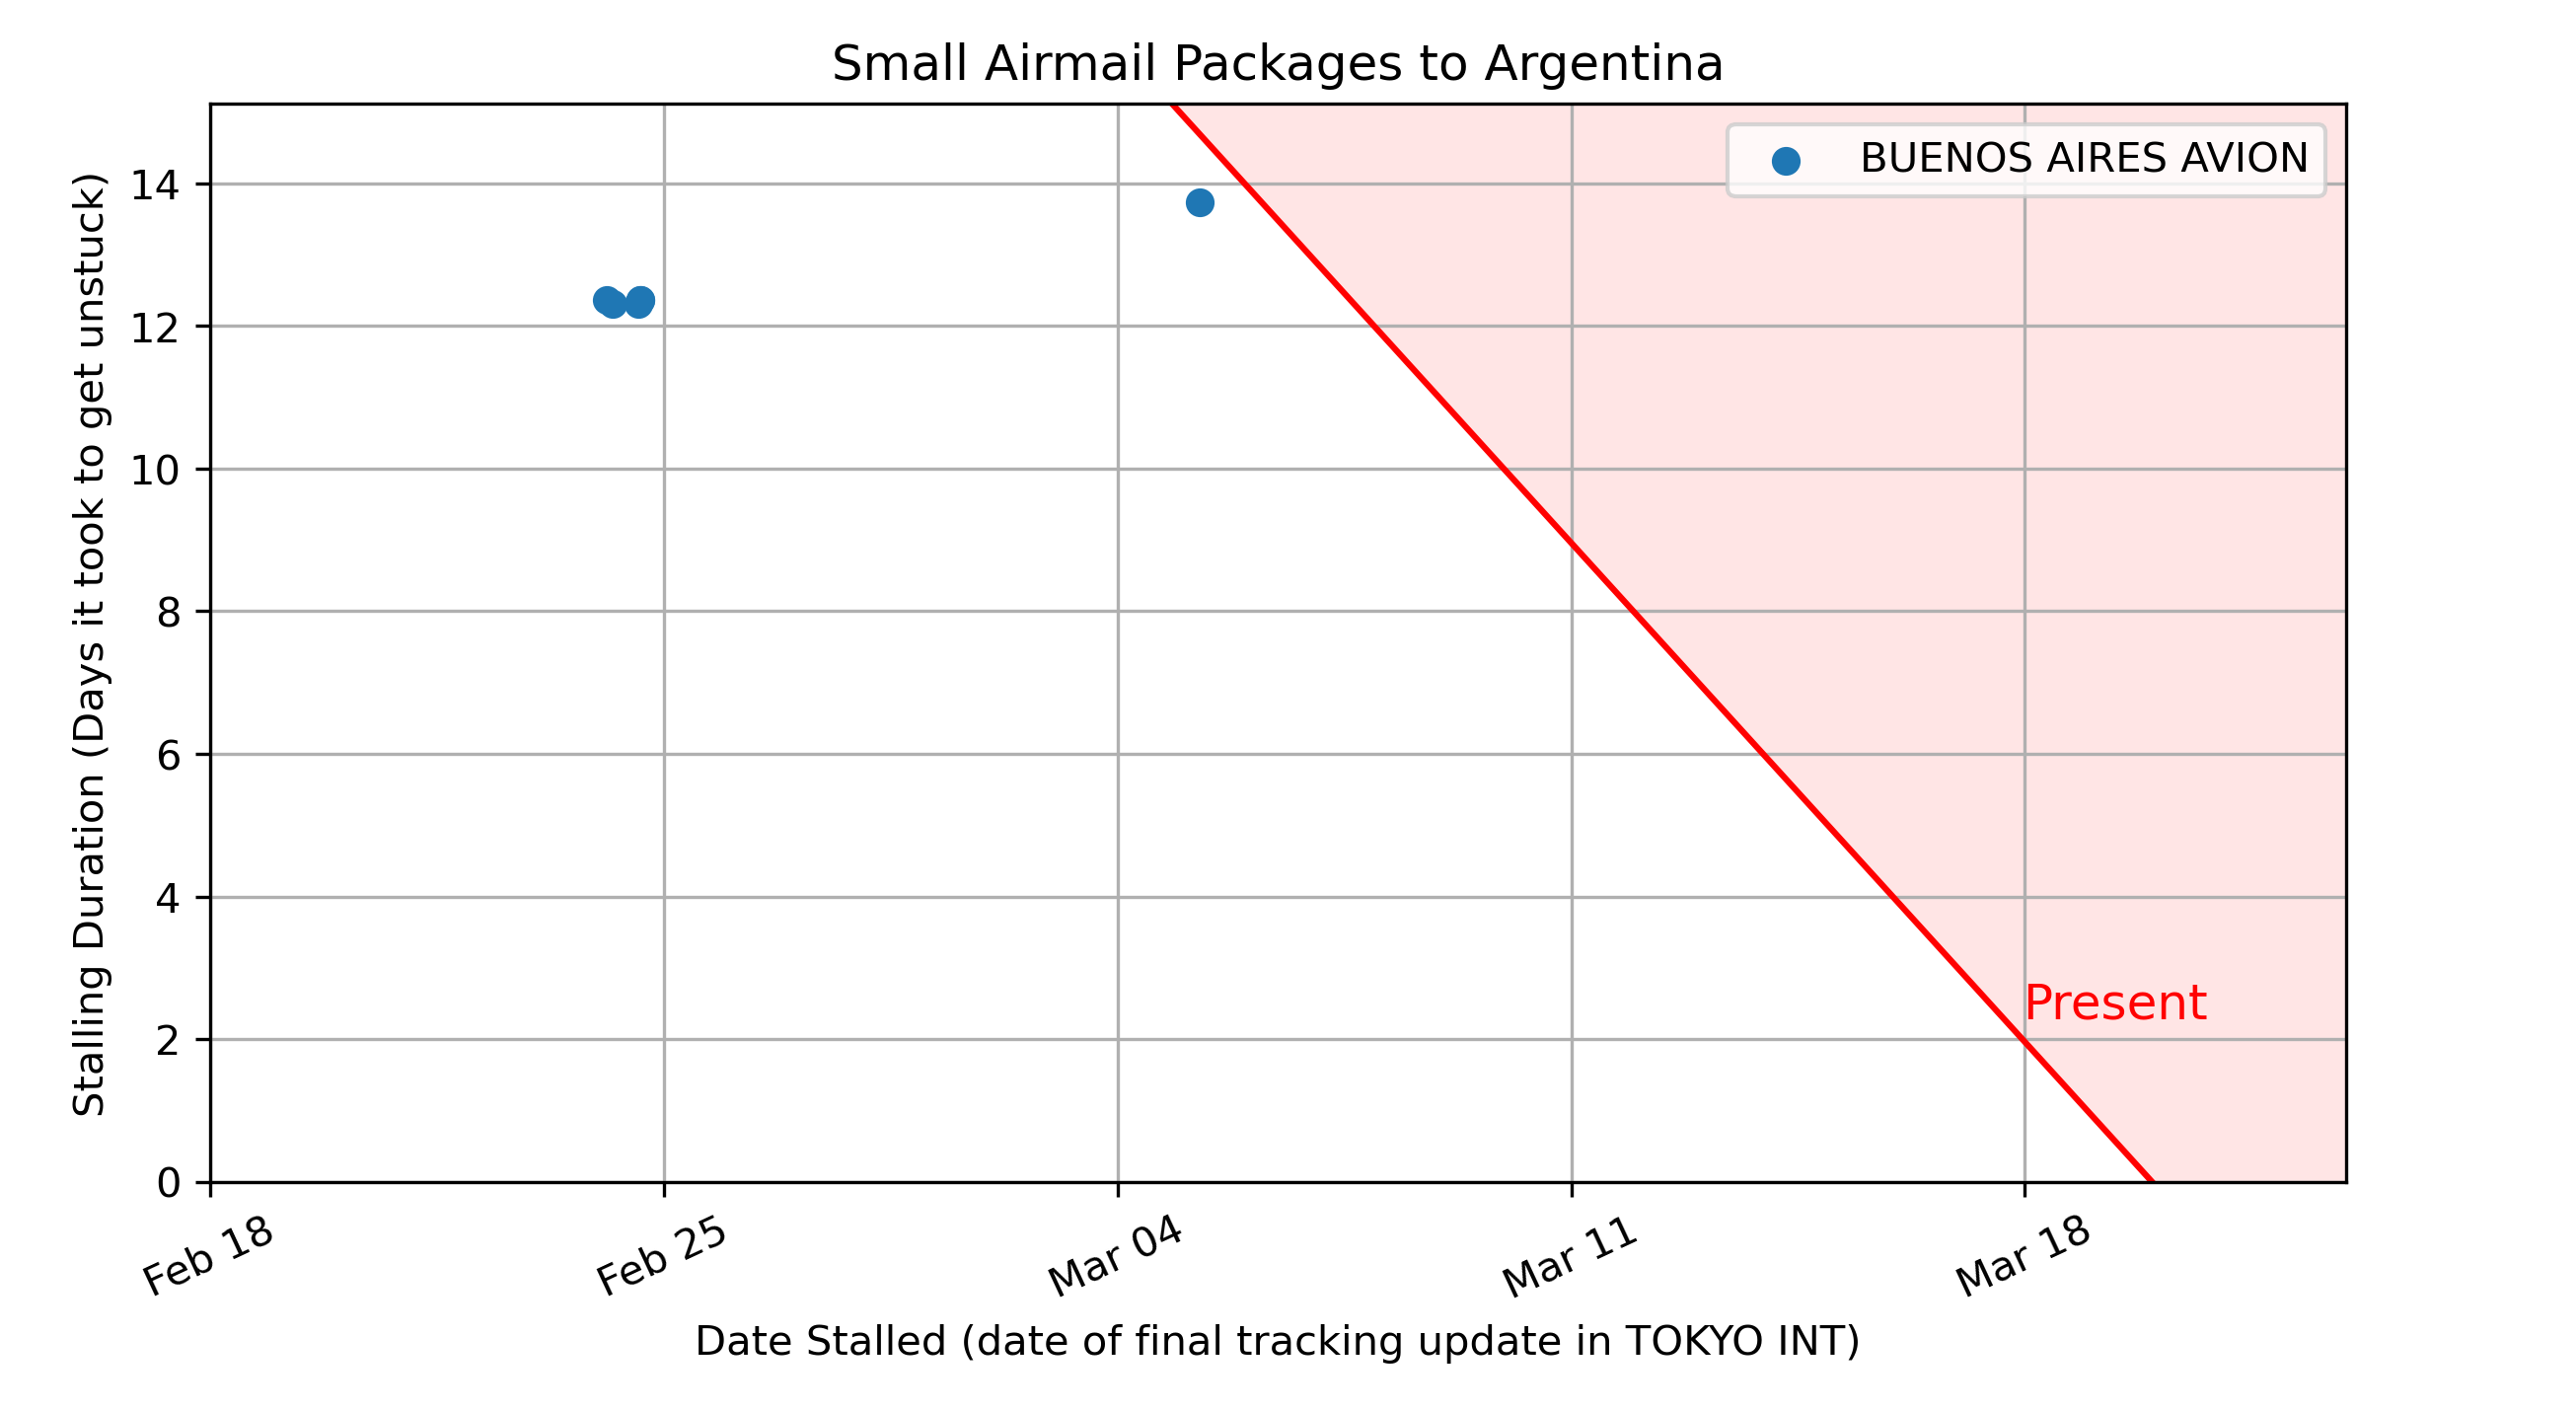 Small Airmail Packages to Argentina
BUENOS AIRES AVION
Stalling Duration (Days it took to get unstuck)
14
12
10
8
6
4
2
0
Present
Feb 18
Feb 25
Mar 04
Mar 11
Mar 18
Date Stalled (date of final tracking update in TOKYO INT)